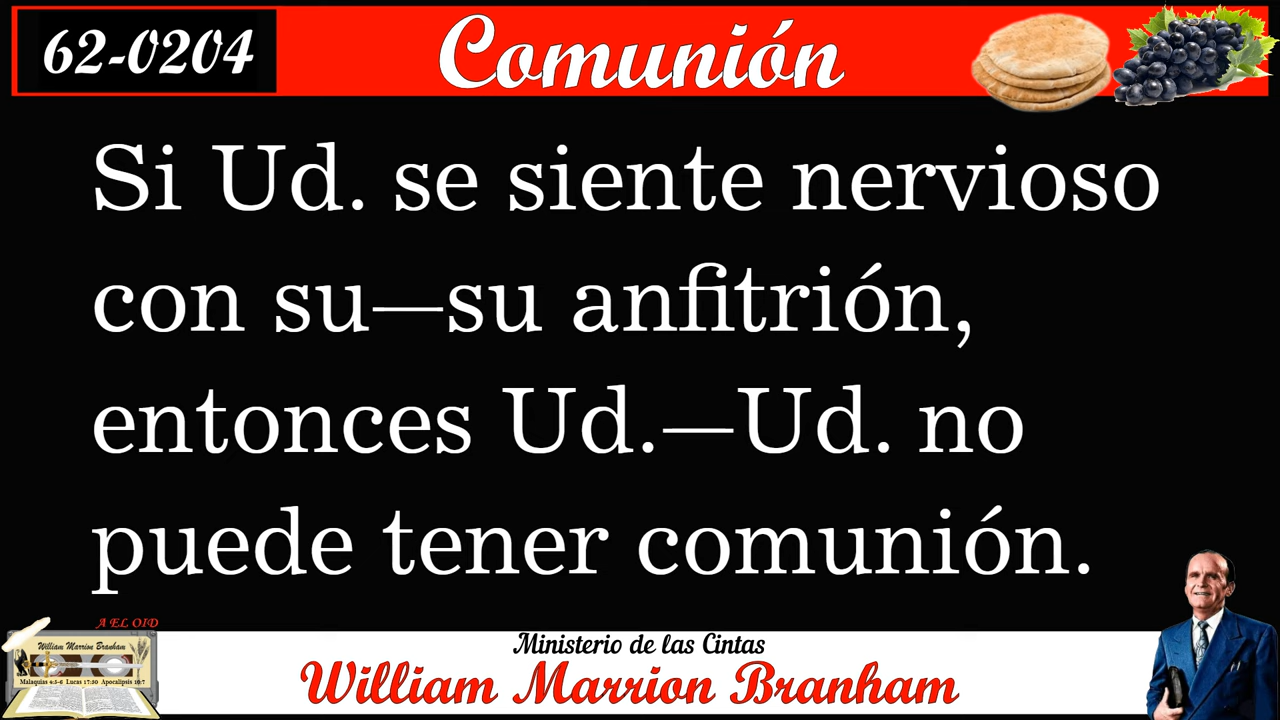 62-0204
Comunión
Si Ud. se siente nervioso
con su—su anfitrión,
entonces Ud.—Ud. no
puede tener comunión.
A EL OID
William Marrion Branham
Malaquias 4:5-6 Lucas 17:30 Apocalipsis 10:7
Ministerio de las Cintas
William Marrion Branham